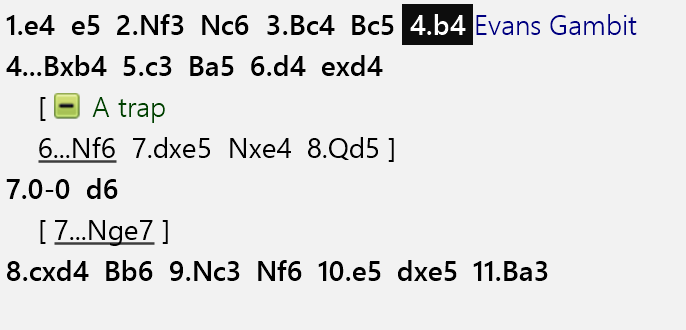 1.e4 e5 2.Nf3 Nc6 3.Bc4 Bc5 4.b4 Evans Gambit
4...Bxb4 5.c3 Ba5 6.d4 exd4
[ A trap
6...Nf6 7.dxe5 Nxe4 8.Qd5 ]
7.0-0 d6
[ 7...Nge7 ]
8.cxd4 Bb6 9.Nc3 Nf6 10.e5 dxe5 11.Ba3